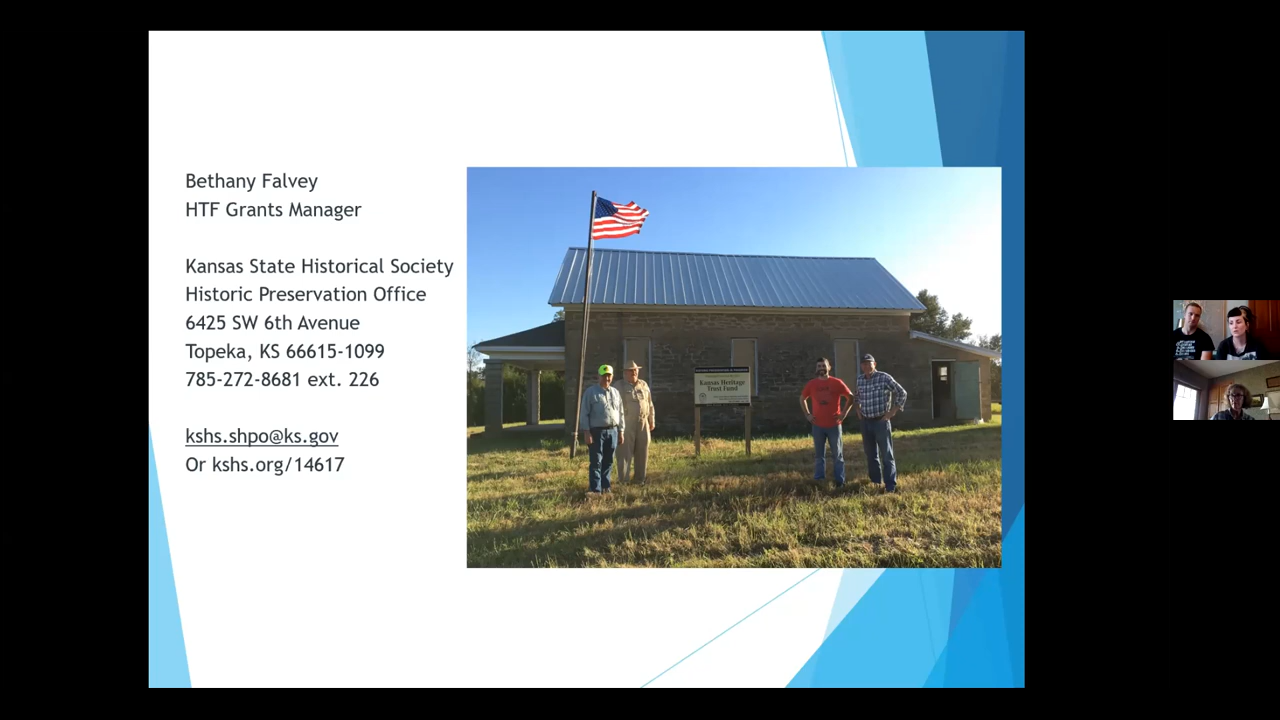 Bethany Falvey
HTF Grants Manager
Kansas State Historical Society
Historic Preservation Office
6425 SW 6th Avenue
Topeka, KS 66615-1099
785-272-8681 ext. 226
kshs.shpo@ks.gov
Or kshs.org/14617
Kansas Heritage
Trust Fund